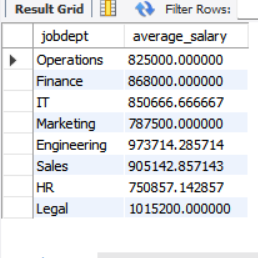 Result Grid Filter Rows:
jobdept average_salary
Operations 825000.000000
Finance 868000.000000
IT 850666.666667
Marketing 787500.000000
Engineering 973714.285714
Sales 905142.857143
HR 750857.142857
Legal 1015200.000000